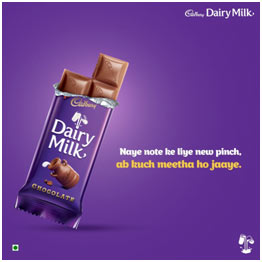 Cadbury Dairy Milk
Cadbury
Dairy
Milk
CHOCOLATE
Naye note ke liye new pinch,
ab kuch meetha ho jaaye.